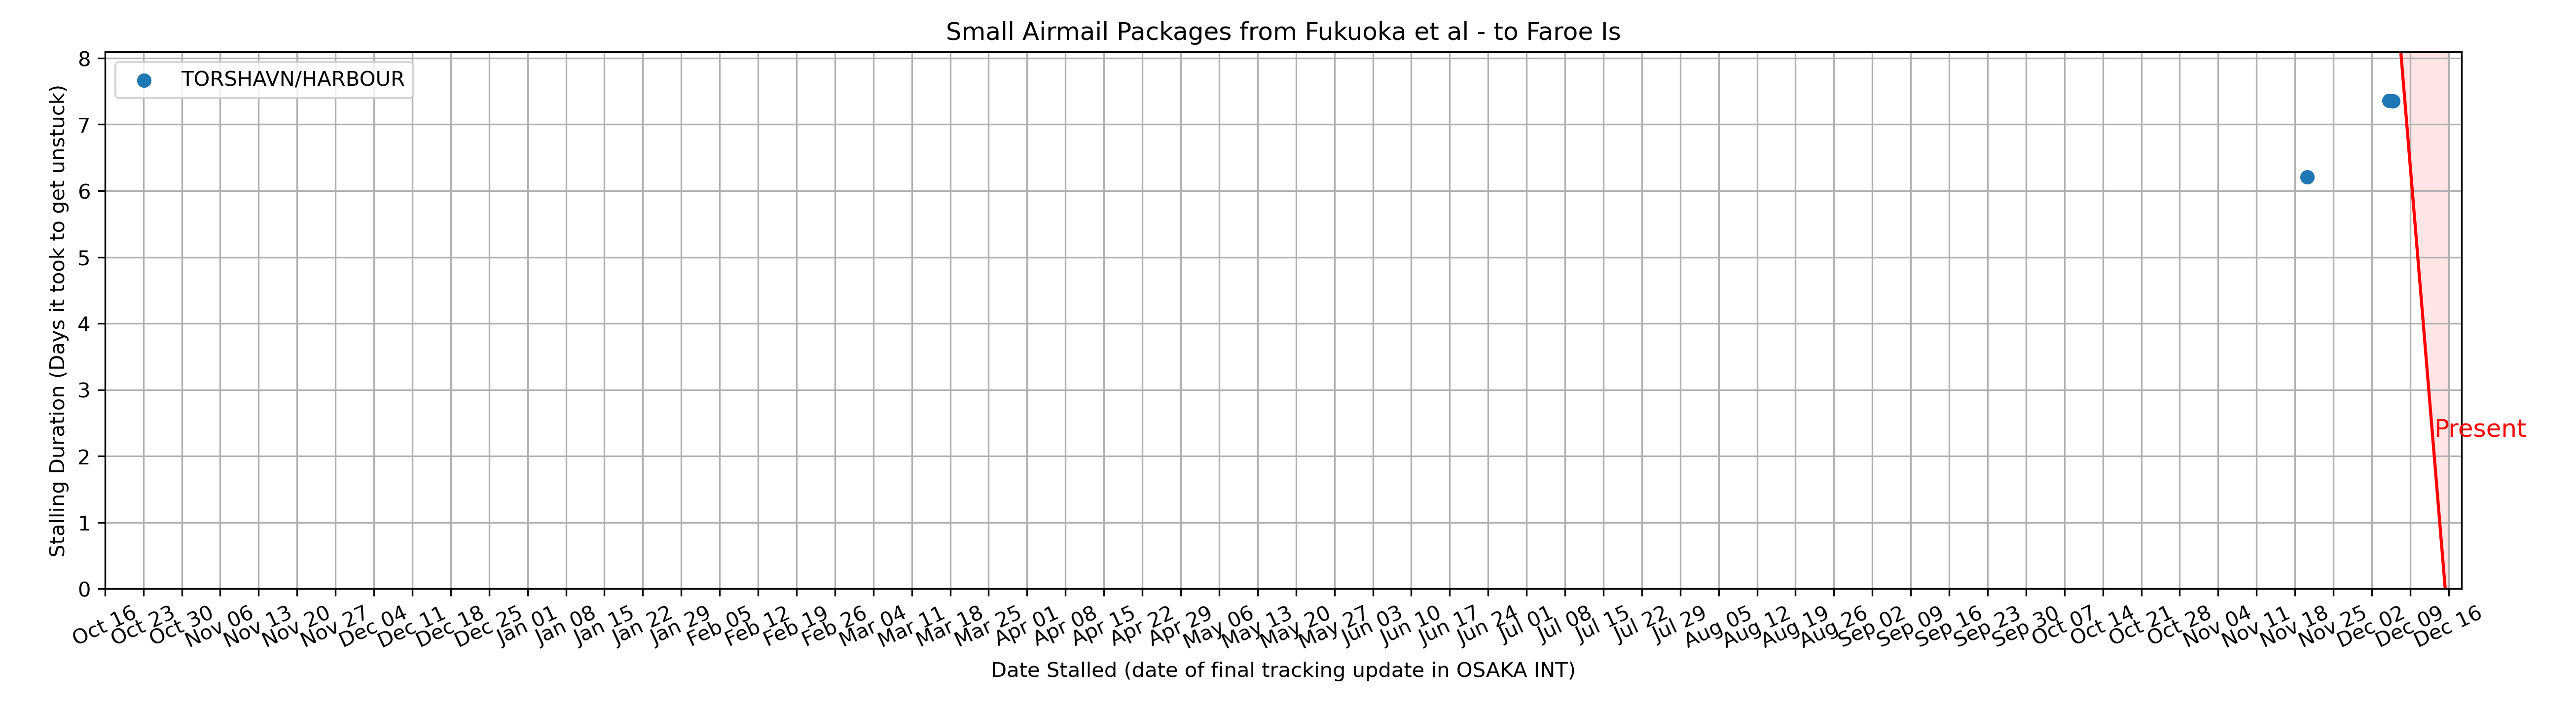 Small Airmail Packages from Fukuoka et al - to Faroe Is
TORSHAVN/HARBOUR
Stalling Duration (Days it took to get unstuck)
8
7
6
5
4
3
2
1
0
Present
Oct 16
Oct 23
Oct 30
Nov 06
Nov 13
Nov 20
Nov 27
Dec 04
Dec 11
Dec 18
Dec 25
Jan 01
Jan 08
Jan 15
Jan 22
Jan 29
Feb 05
Feb 12
Feb 19
Feb 26
Mar 04
Mar 11
Mar 18
Mar 25
Apr 01
Apr 08
Apr 15
Apr 22
Apr 29
May 06
May 13
May 20
May 27
Jun 03
Jun 10
Jun 17
Jun 24
Jul 01
Jul 08
Jul 15
Jul 22
Jul 29
Aug 05
Aug 12
Aug 19
Aug 26
Sep 02
Sep 09
Sep 16
Sep 23
Sep 30
Oct 07
Oct 14
Oct 21
Oct 28
Nov 04
Nov 11
Nov 18
Nov 25
Dec 02
Dec 09
Dec 16
Date Stalled (date of final tracking update in OSAKA INT)